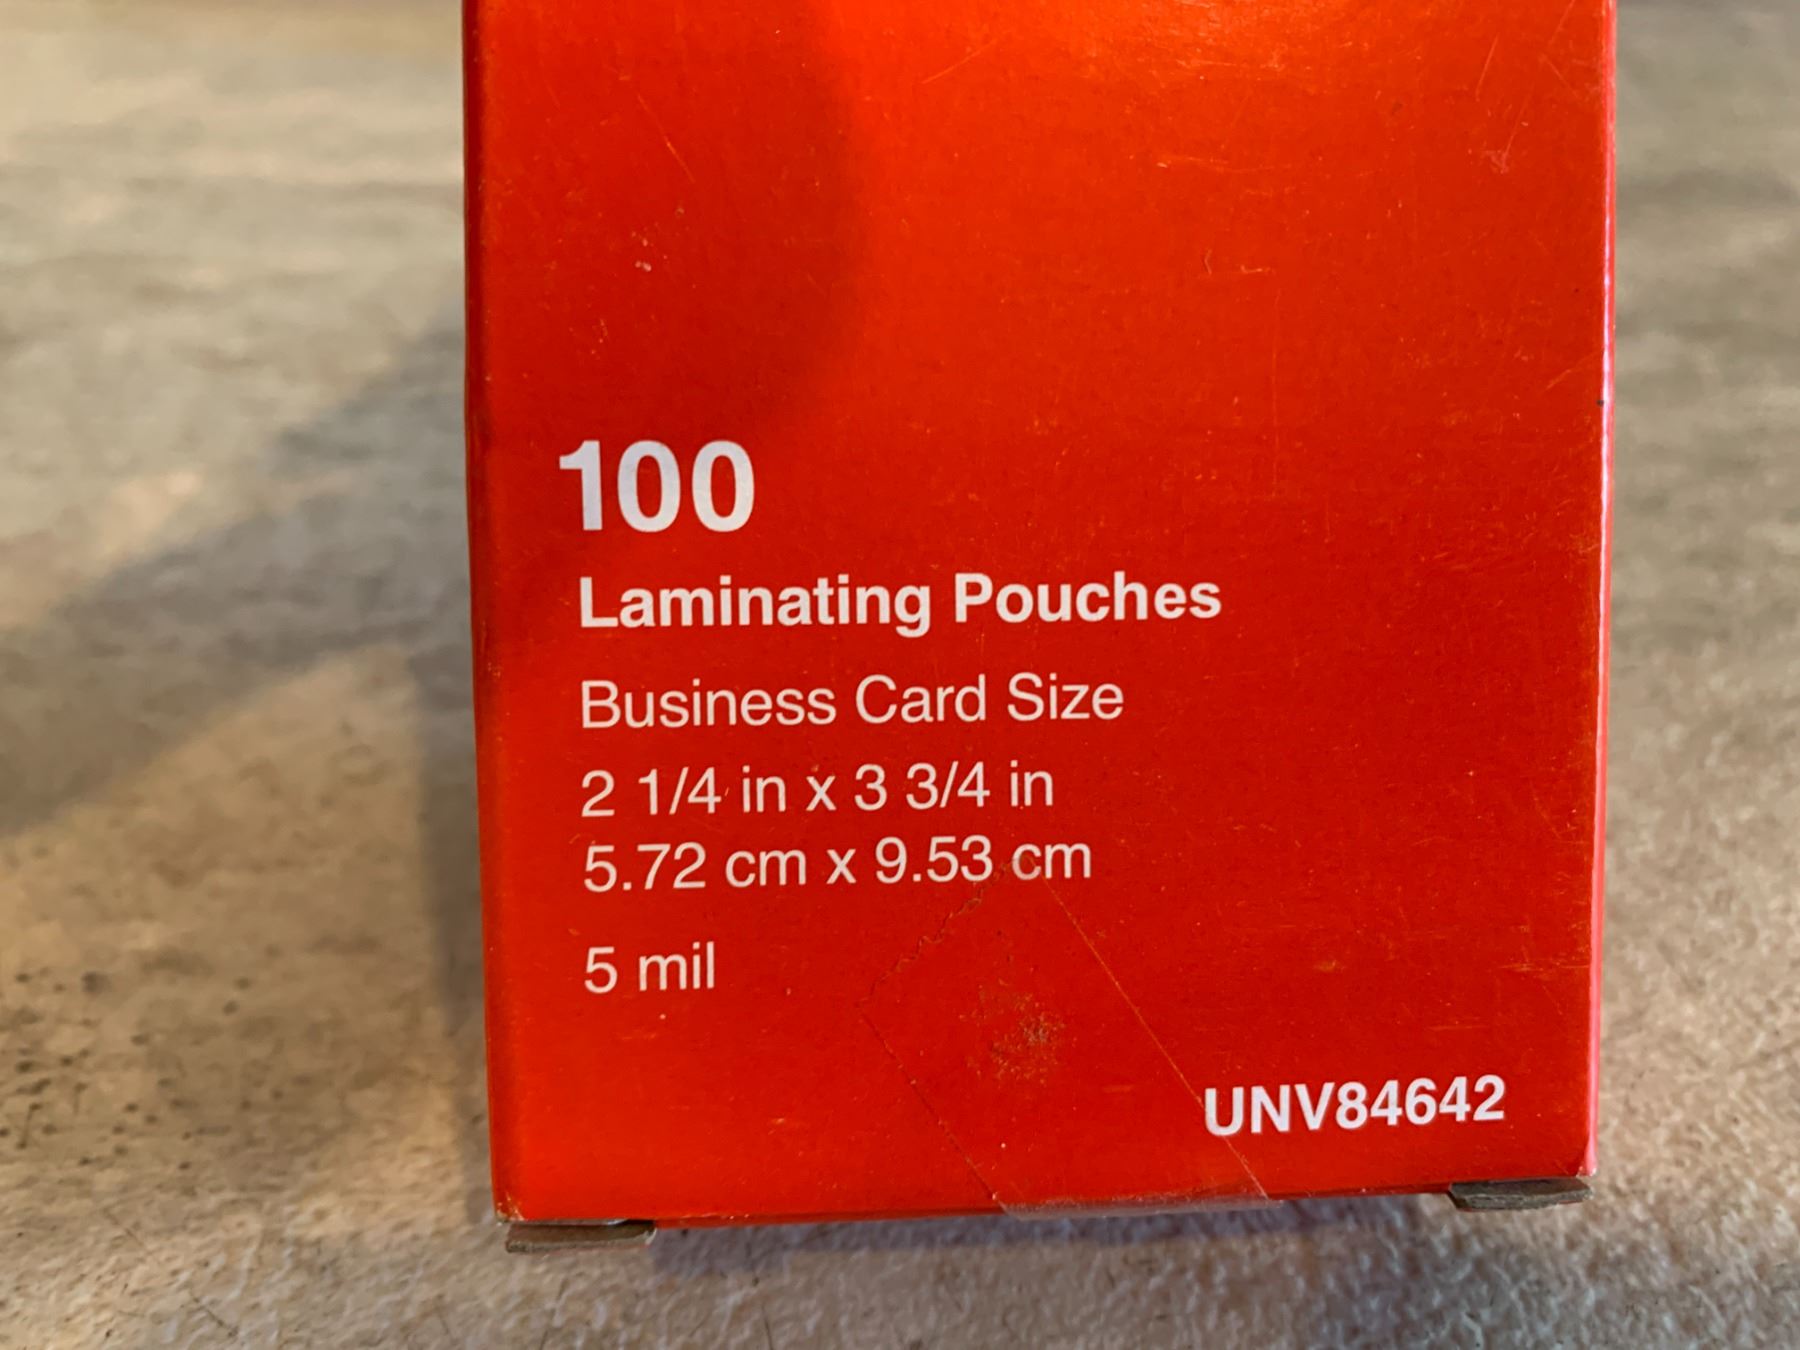 100
Laminating Pouches
Business Card Size
2 1/4 in x 3 3/4 in
5.72 cm x 9.53 cm
5 mil
UNV84642